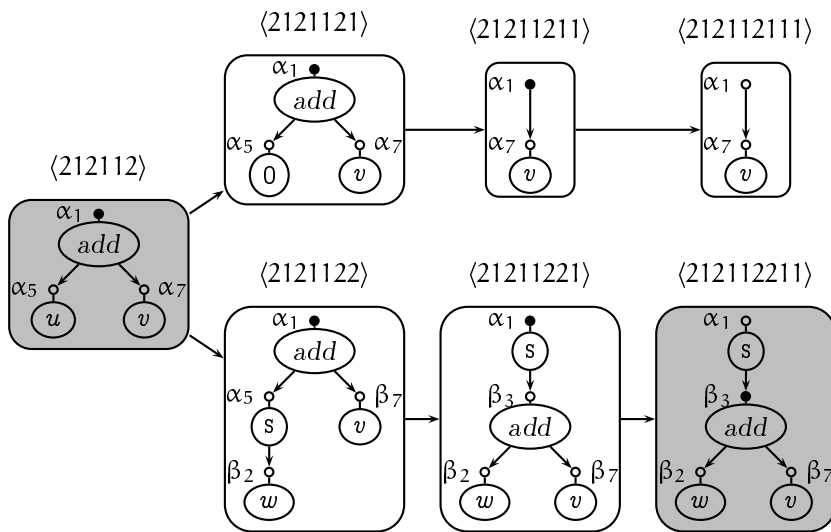 ⟨2121121⟩ ⟨21211211⟩ ⟨212112111⟩
α₁ add α₅ 0 α₇ v
α₁ α₇ v
α₁ α₇ v
⟨212112⟩
α₁ add α₅ u α₇ v
⟨2121122⟩ ⟨21211221⟩ ⟨212112211⟩
α₁ add α₅ S β₇ v β₂ w
α₁ S β₃ add β₂ w β₇ v
α₁ S β₃ add β₂ w β₇ v